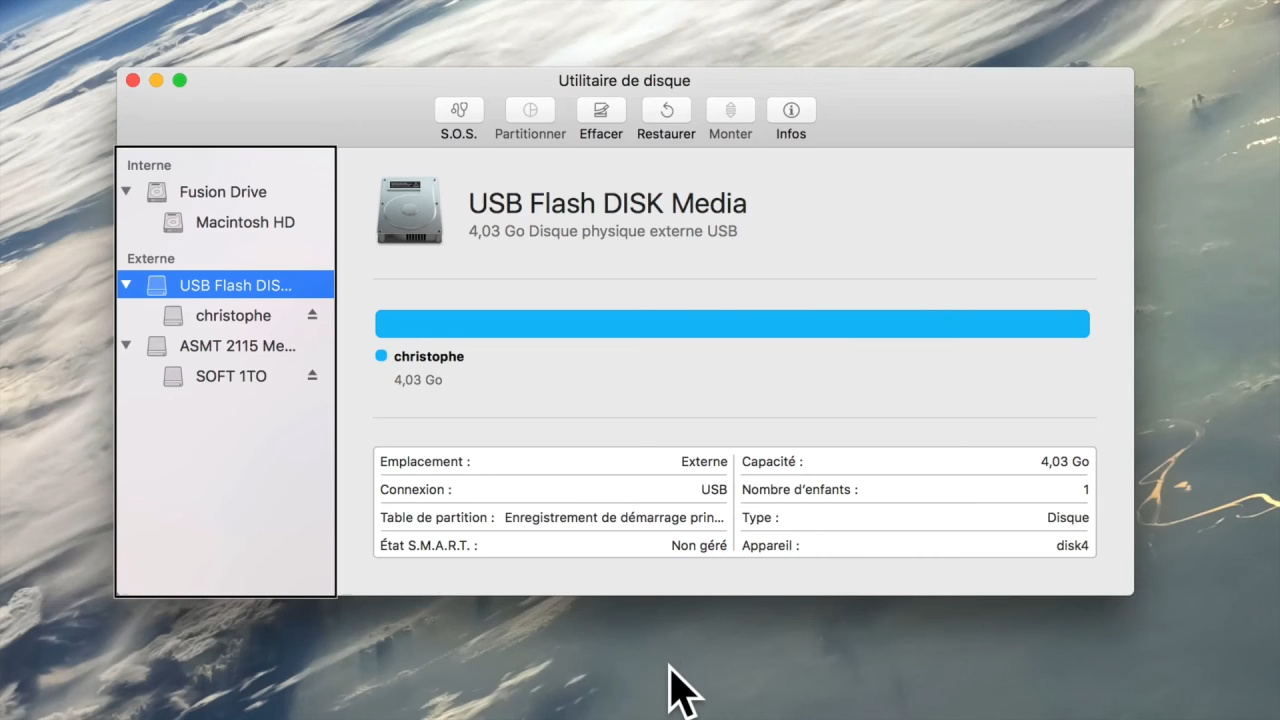 Utilitaire de disque
S.O.S. Partitionner Effacer Restaurer Monter Infos
Interne
Fusion Drive
Macintosh HD
Externe
USB Flash DIS...
christophe
ASMT 2115 Me...
SOFT 1TO
USB Flash DISK Media
4,03 Go Disque physique externe USB
christophe
4,03 Go
Emplacement : Externe Capacité : 4,03 Go
Connexion : USB Nombre d’enfants : 1
Table de partition : Enregistrement de démarrage prin... Type : Disque
État S.M.A.R.T. : Non géré Appareil : disk4